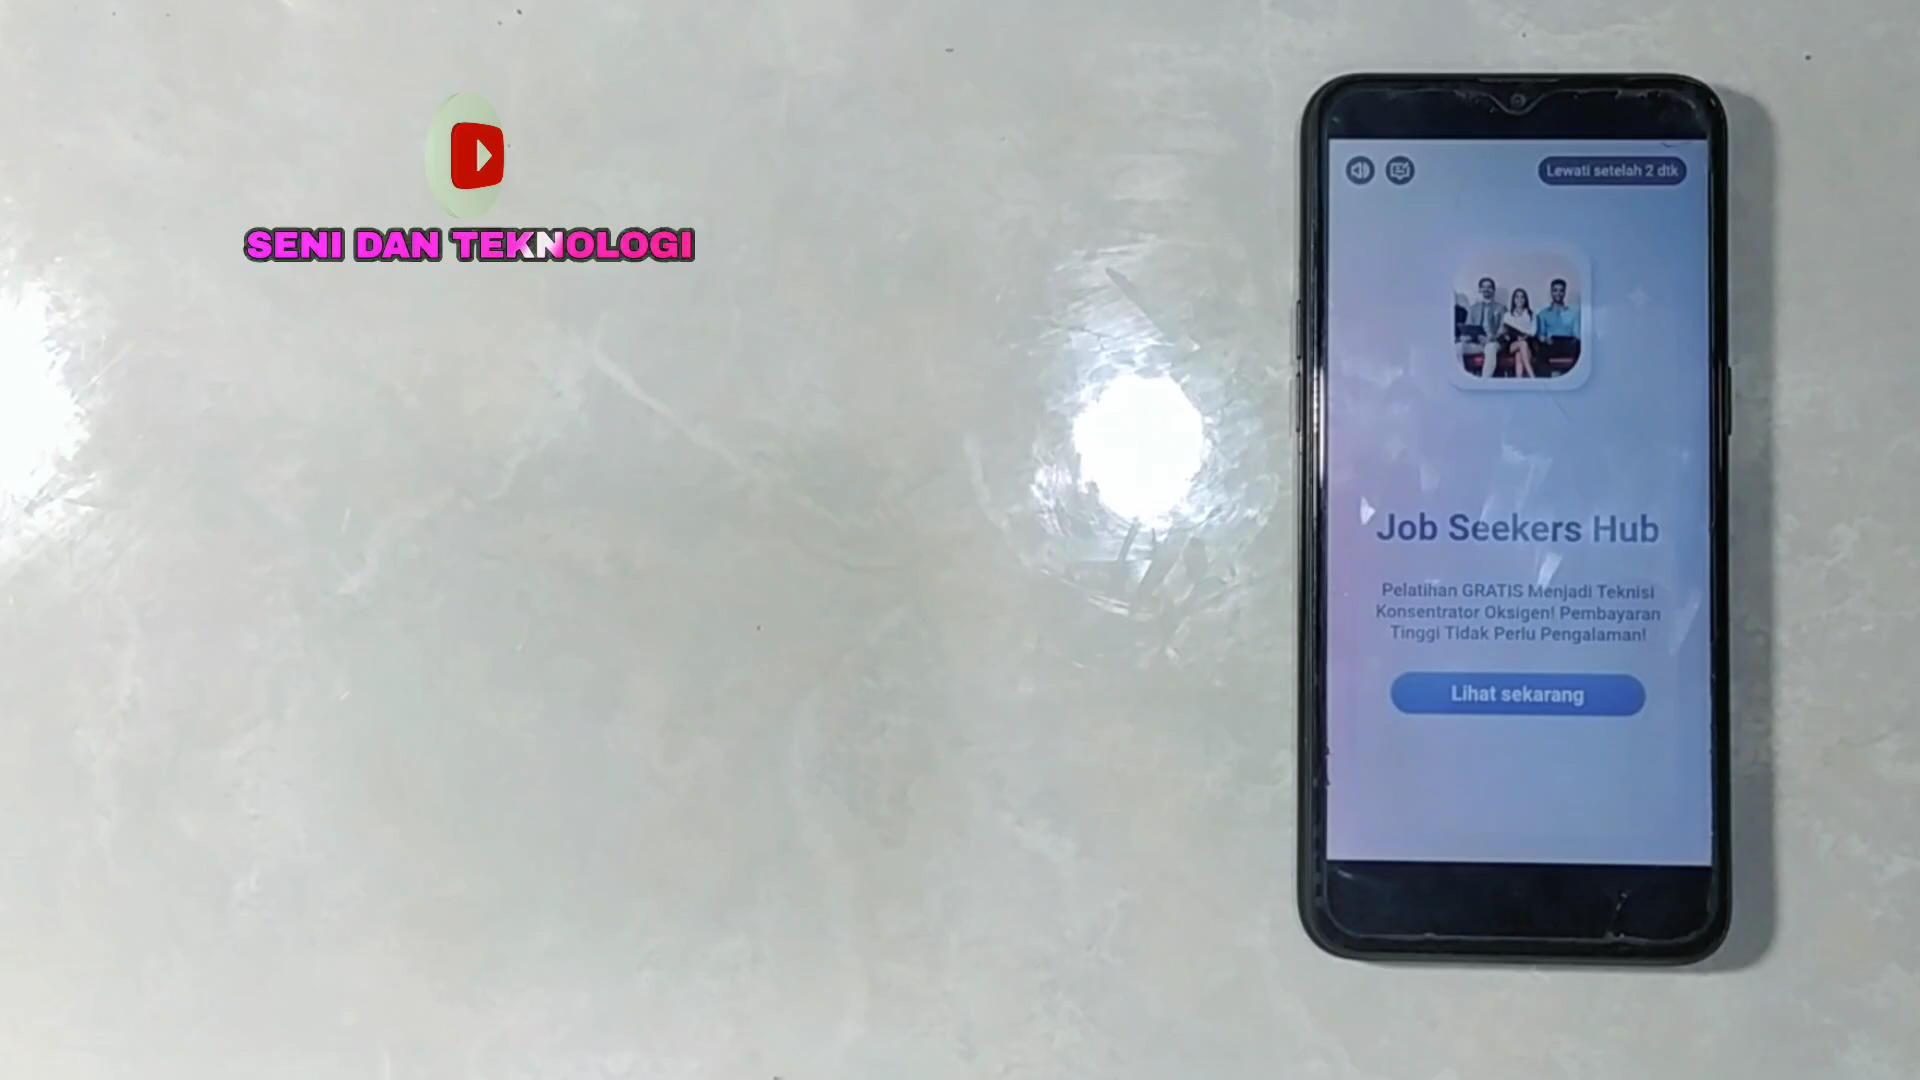 SENI DAN TEKNOLOGI
Lewati setelah 2 dtk
Job Seekers Hub
Pelatihan GRATIS Menjadi Teknisi
Konsentrator Oksigen! Pembayaran
Tinggi Tidak Perlu Pengalaman!
Lihat sekarang